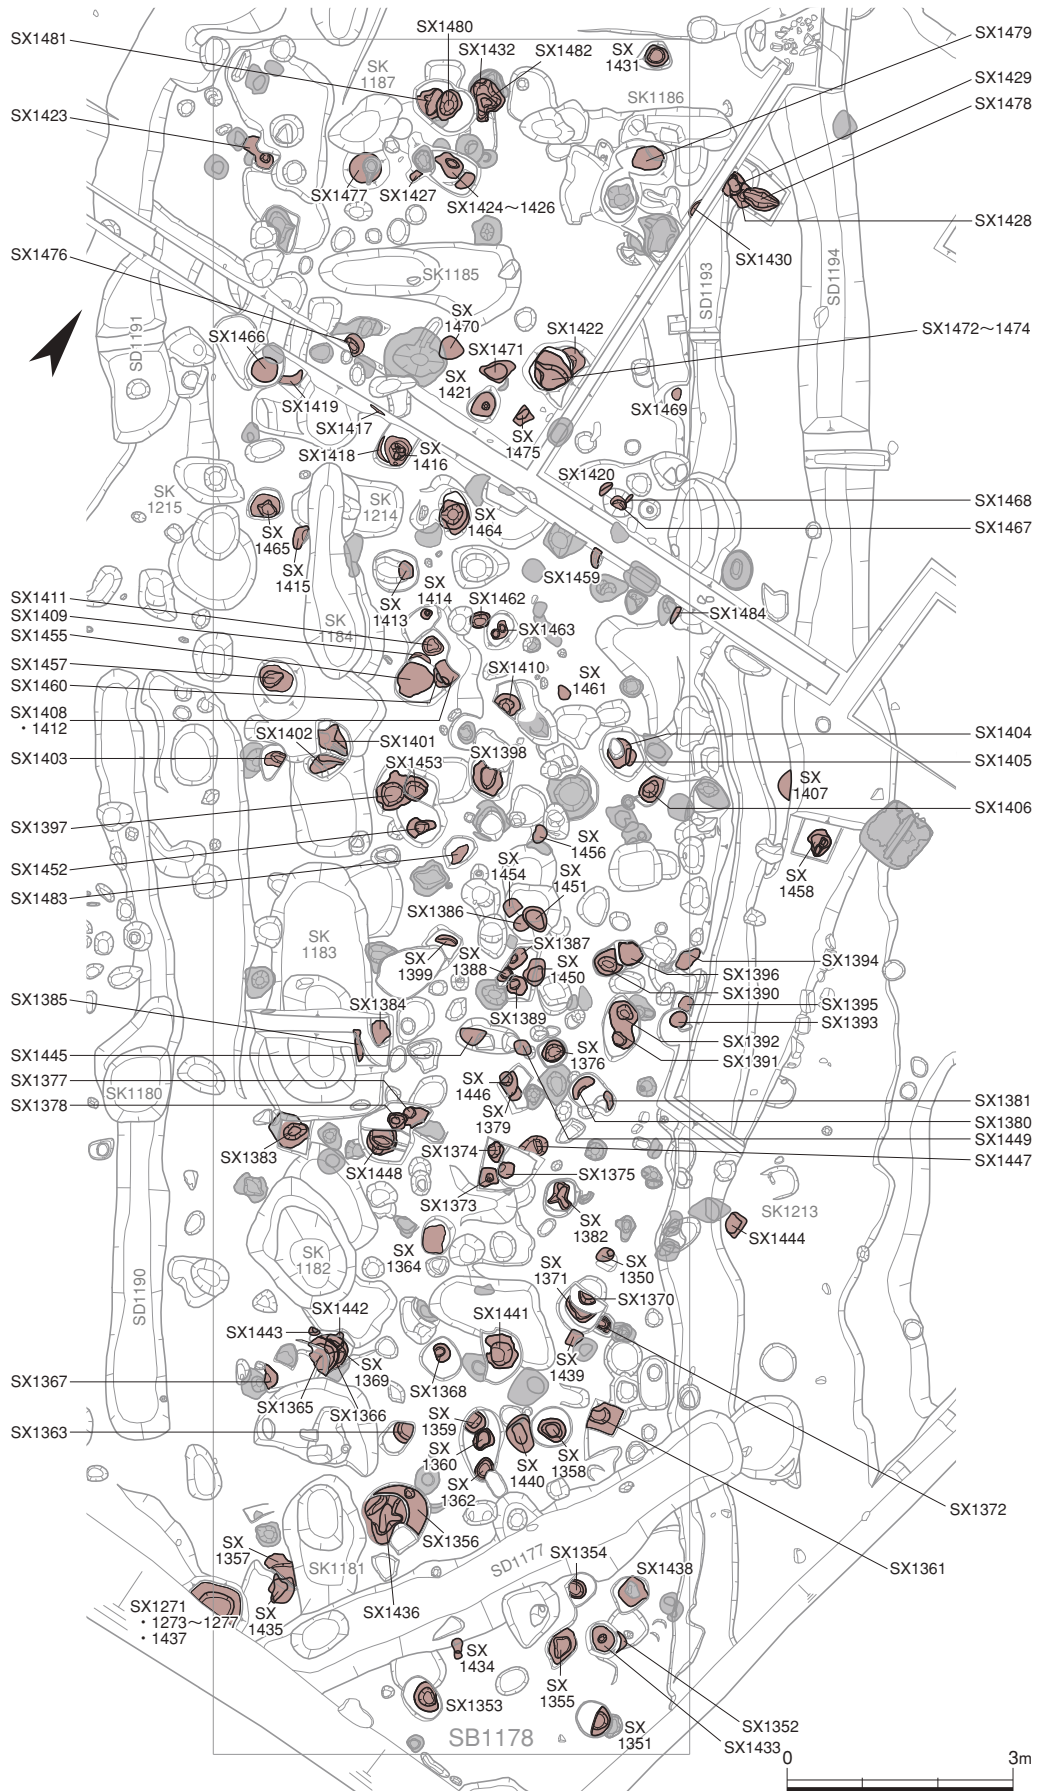 SX1480
SX1481
SX1432
SX1482
SX
1431
SX1479
SK
1187
SX1429
SK1186
SX1478
SX1423
SX1477
SX1427
SX1424～1426
SX1428
SX1430
SX1476
SK1185
SD1193
SD1194
SD1191
SX
1470
SX1422
SX1466
SX1471
SX1472～1474
SX
1421
SX1419
SX1469
SX1417
SX
1475
SX1418
SX
1416
SX1420
SK
1215
SK
1214
SX1468
SX
1465
SX
1464
SX1467
SX
1415
SX1459
SX
1413
SX
1414
SX1462
SX1411
SX1409
SX1484
SK
1184
SX1463
SX1455
SX1457
SX1410
SX
1461
SX1460
SX1408
・1412
SX1402
SX1401
SX1404
SX1403
SX1453
SX1398
SX1405
SX
1407
SX1397
SX1406
SX
1456
SX1452
SX
1454
SX
1451
SX
1458
SX1483
SX1386
SK
1183
SX1387
SX
1399
SX
1388
SX
1450
SX1394
SX1396
SX1390
SX1385
SX1384
SX1389
SX1395
SX1393
SX1392
SX1445
SX
1376
SX1391
SX1377
SK1180
SX
1446
SX
1379
SX1381
SX1378
SX1380
SX1449
SX1383
SX1448
SX1374
SX1447
SX1375
SX1373
SK1213
SX
1382
SX1444
SK
1182
SX
1364
SX
1350
SD1190
SX
1371
SX1370
SX1442
SX1443
SX1441
SX
1369
SX
1439
SX1367
SX1368
SX1365
SX1366
SX
1359
SX1363
SX
1360
SX
1440
SX
1358
SX
1362
SX1372
SX1356
SX
1357
SD1177
SX1354
SX1438
SX1361
SK1181
SX1271
・1273～1277
・1437
SX
1435
SX1436
SX
1434
SX
1355
SX1353
SX1352
SB1178
SX
1351
SX1433
0
3m